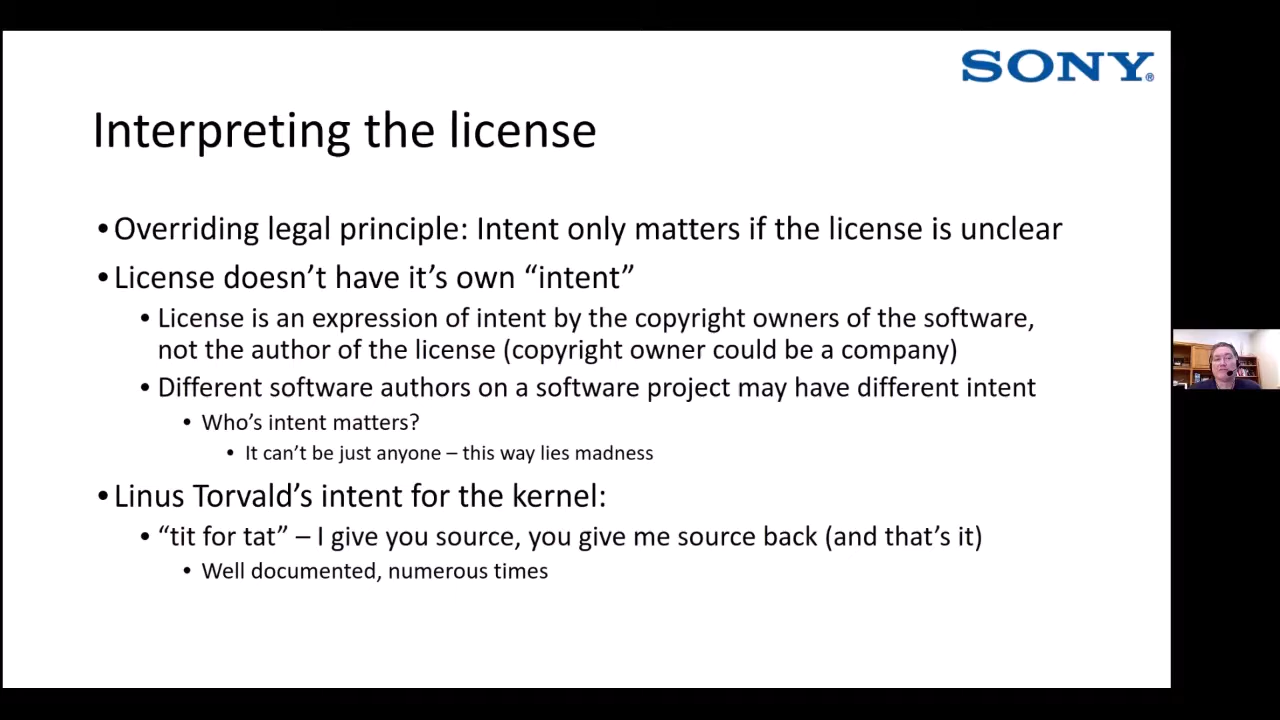 SONY®
Interpreting the license
•Overriding legal principle: Intent only matters if the license is unclear
•License doesn't have it's own “intent”
• License is an expression of intent by the copyright owners of the software,
not the author of the license (copyright owner could be a company)
• Different software authors on a software project may have different intent
• Who's intent matters?
• It can't be just anyone – this way lies madness
•Linus Torvald's intent for the kernel:
• “tit for tat” – I give you source, you give me source back (and that's it)
• Well documented, numerous times